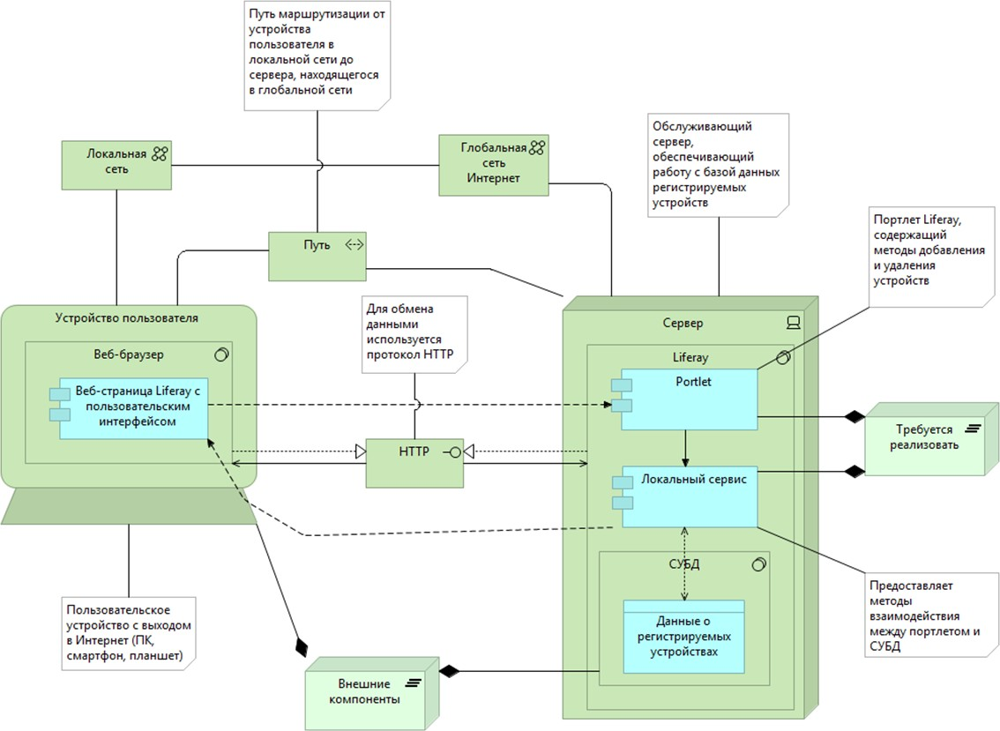 Путь маршрутизации от
устройства
пользователя в
локальной сети до
сервера, находящегося
в глобальной сети
Локальная
сеть
Глобальная
сеть
Интернет
Обслуживающий
сервер,
обеспечивающий
работу с базой данных
регистрируемых
устройств
Портлет Liferay,
содержащий
методы добавления
и удаления
устройств
Путь
Устройство пользователя
Веб-браузер
Веб-страница Liferay с
пользовательским
интерфейсом
Для обмена
данными
используется
протокол HTTP
HTTP
Сервер
Liferay
Portlet
Требуется
реализовать
Локальный сервис
СУБД
Данные о
регистрируемых
устройствах
Предоставляет
методы
взаимодействия
между портлетом и
СУБД
Пользовательское
устройство с выходом
в Интернет (ПК,
смартфон, планшет)
Внешние
компоненты